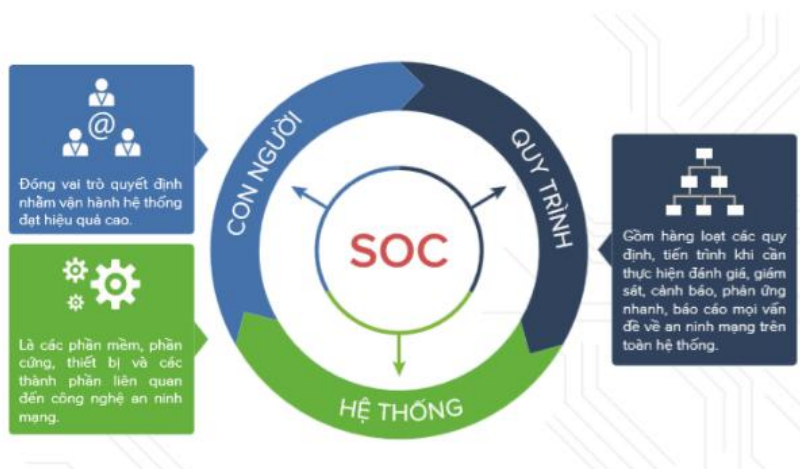 @
Đóng vai trò quyết định
nhằm vận hành hệ thống
đạt hiệu quả cao.
Là các phần mềm, phần
cứng, thiết bị và các
thành phần liên quan
đến công nghệ an ninh
mạng.
CON NGƯỜI
QUY TRÌNH
SOC
HỆ THỐNG
Gồm hàng loạt các quy
định, tiến trình khi cần
thực hiện đánh giá, giám
sát, cảnh báo, phản ứng
nhanh, báo cáo mọi vấn
đề về an ninh mạng trên
toàn hệ thống.